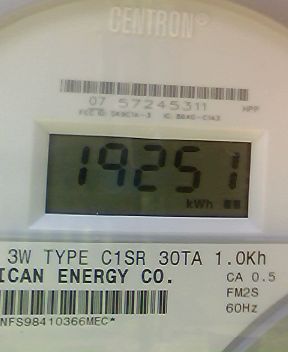 CENTRON®
07 57245311
HPP
19251
kWh
3W TYPE C1SR 30TA 1.0Kh
ICAN ENERGY CO.
CA 0.5
FM2S
60Hz
NFS98410366MEC*